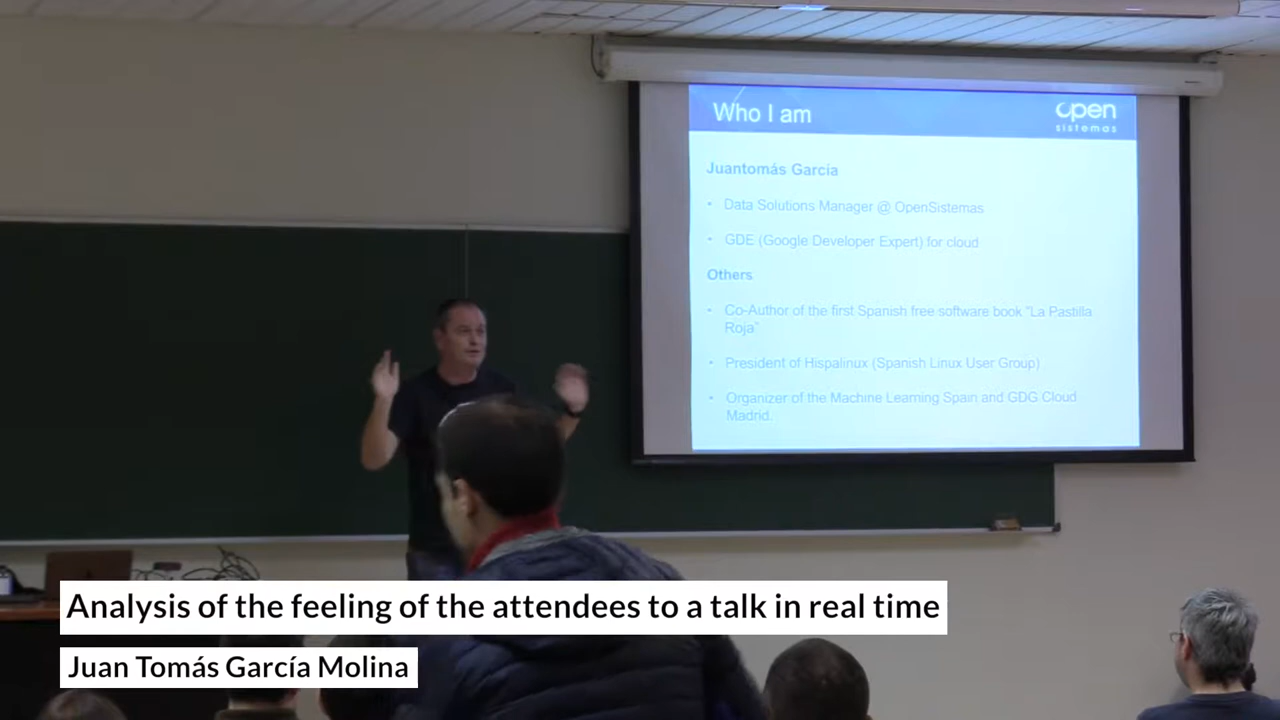 Who I am
open
sistemas
Juantomás García
• Data Solutions Manager @ OpenSistemas
• GDE (Google Developer Expert) for cloud
Others
• Co-Author of the first Spanish free software book "La Pastilla
Roja"
• President of Hispalinux (Spanish Linux User Group)
• Organizer of the Machine Learning Spain and GDG Cloud
Madrid.
Analysis of the feeling of the attendees to a talk in real time
Juan Tomás García Molina